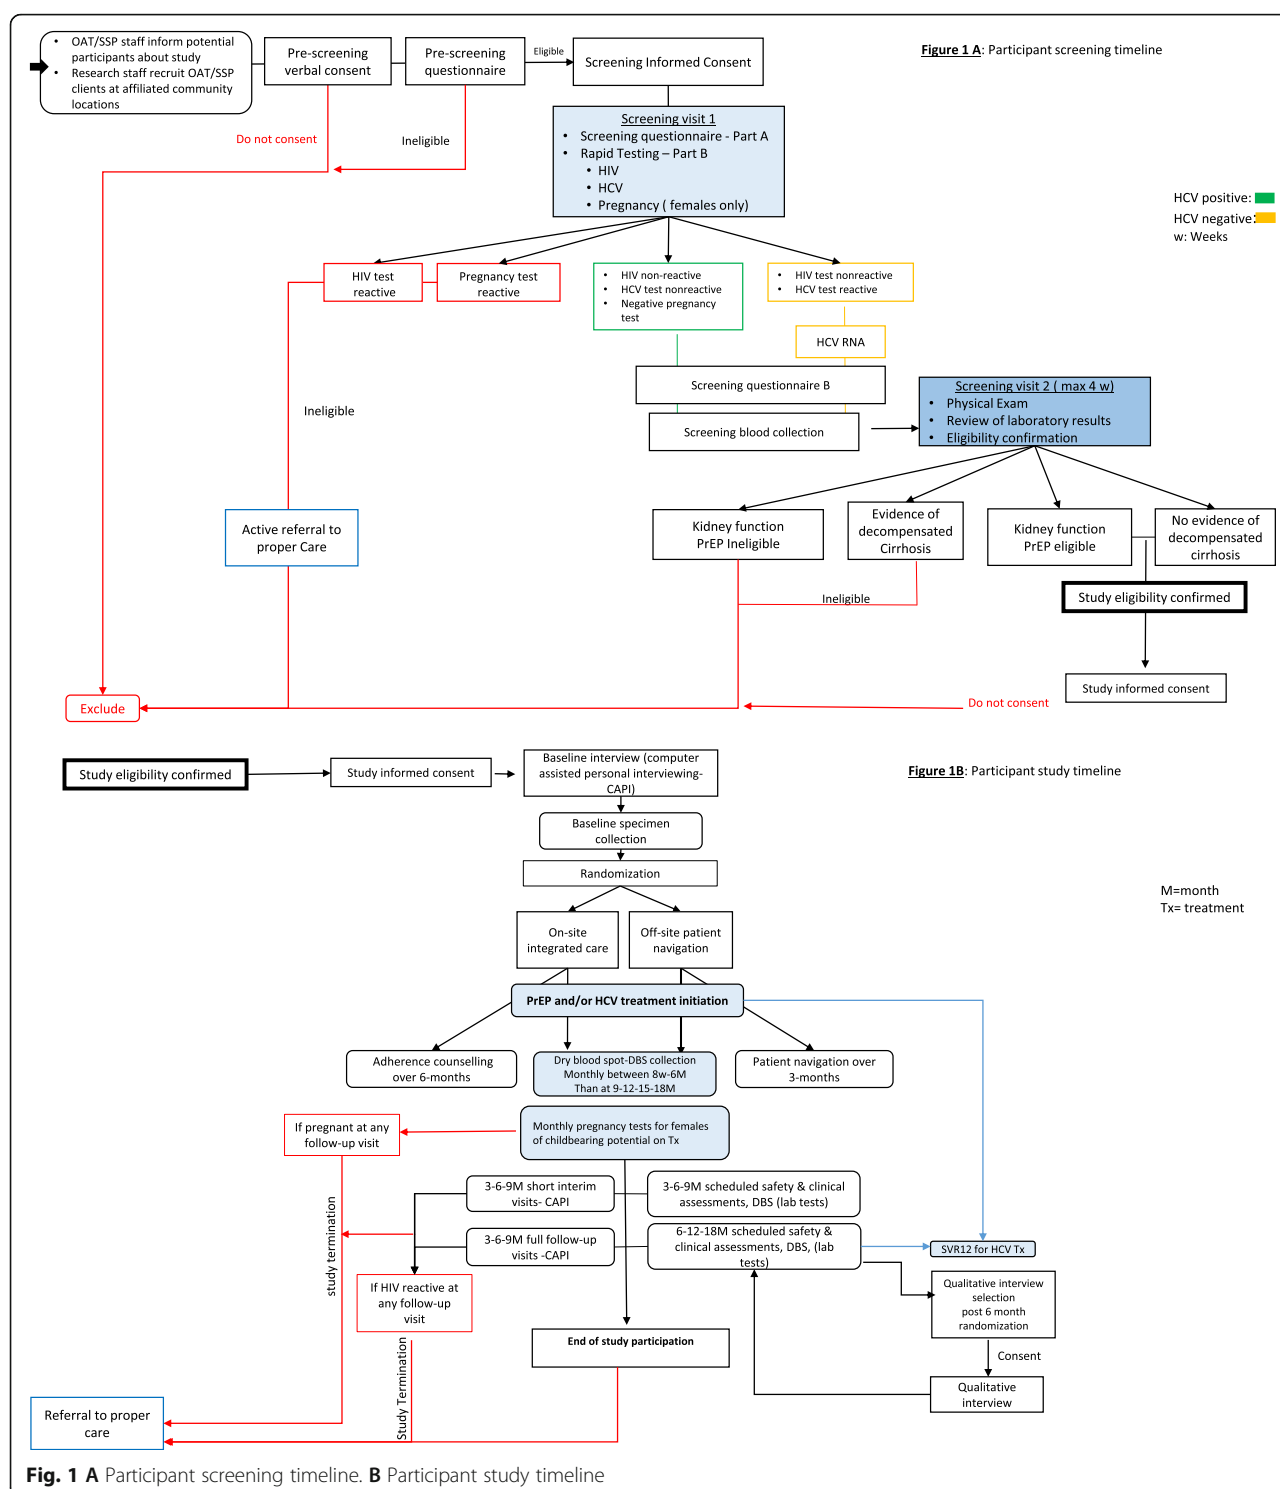 • OAT/SSP staff inform potential
participants about study
• Research staff recruit OAT/SSP
clients at affiliated community
locations
Pre-screening
verbal consent
Pre-screening
questionnaire
Eligible
Screening Informed Consent
Figure 1 A: Participant screening timeline
Do not consent
Ineligible
Screening visit 1
• Screening questionnaire - Part A
• Rapid Testing – Part B
• HIV
• HCV
• Pregnancy ( females only)
HCV positive:
HCV negative:
w: Weeks
HIV test
reactive
Pregnancy test
reactive
• HIV non-reactive
• HCV test nonreactive
• Negative pregnancy
test
• HIV test nonreactive
• HCV test reactive
HCV RNA
Screening questionnaire B
Screening blood collection
Screening visit 2 ( max 4 w)
• Physical Exam
• Review of laboratory results
• Eligibility confirmation
Ineligible
Active referral to
proper Care
Kidney function
PrEP Ineligible
Evidence of
decompensated
Cirrhosis
Kidney function
PrEP eligible
No evidence of
decompensated
cirrhosis
Ineligible
Study eligibility confirmed
Study informed consent
Do not consent
Exclude
Study eligibility confirmed
Study informed consent
Baseline interview (computer
assisted personal interviewing-
CAPI)
Figure 1B: Participant study timeline
Baseline specimen
collection
Randomization
M=month
Tx= treatment
On-site
integrated care
Off-site patient
navigation
PrEP and/or HCV treatment initiation
Adherence counselling
over 6-months
Dry blood spot-DBS collection
Monthly between 8w-6M
Than at 9-12-15-18M
Patient navigation over
3-months
If pregnant at any
follow-up visit
Monthly pregnancy tests for females
of childbearing potential on Tx
3-6-9M short interim
visits- CAPI
3-6-9M scheduled safety & clinical
assessments, DBS (lab tests)
study termination
3-6-9M full follow-up
visits -CAPI
6-12-18M scheduled safety &
clinical assessments, DBS, (lab
tests)
SVR12 for HCV Tx
If HIV reactive at
any follow-up
visit
Qualitative interview
selection
post 6 month
randomization
End of study participation
Study Termination
Consent
Qualitative
interview
Referral to proper
care
Fig. 1 A Participant screening timeline. B Participant study timeline